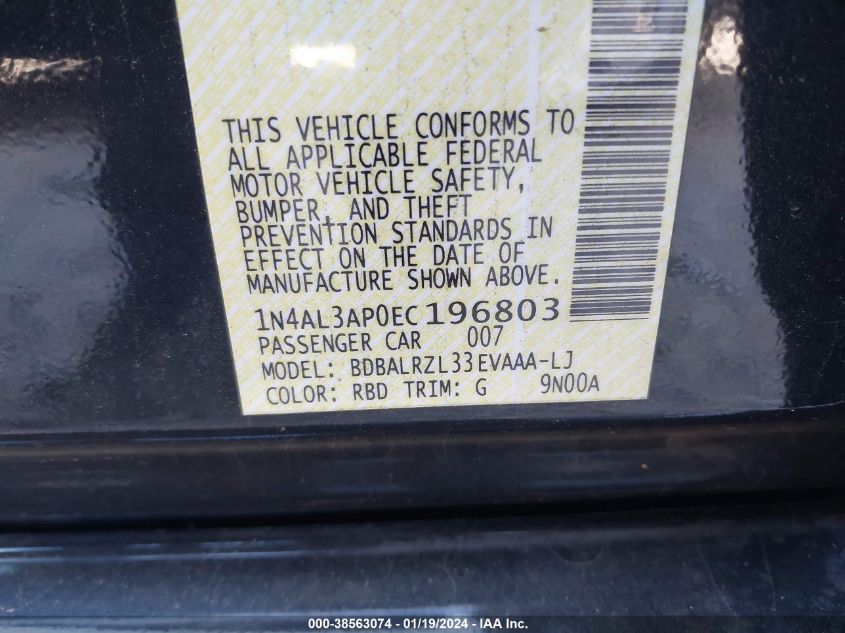 THIS VEHICLE CONFORMS TO
ALL APPLICABLE FEDERAL
MOTOR VEHICLE SAFETY,
BUMPER, AND THEFT
PREVENTION STANDARDS IN
EFFECT ON THE DATE OF
MANUFACTURE SHOWN ABOVE.
1N4AL3AP0EC196803
PASSENGER CAR 007
MODEL: BDBALRZL33EVAAA-LJ
COLOR: RBD TRIM: G 9N00A
000-38563074 — 01/19/2024 — IAA Inc.